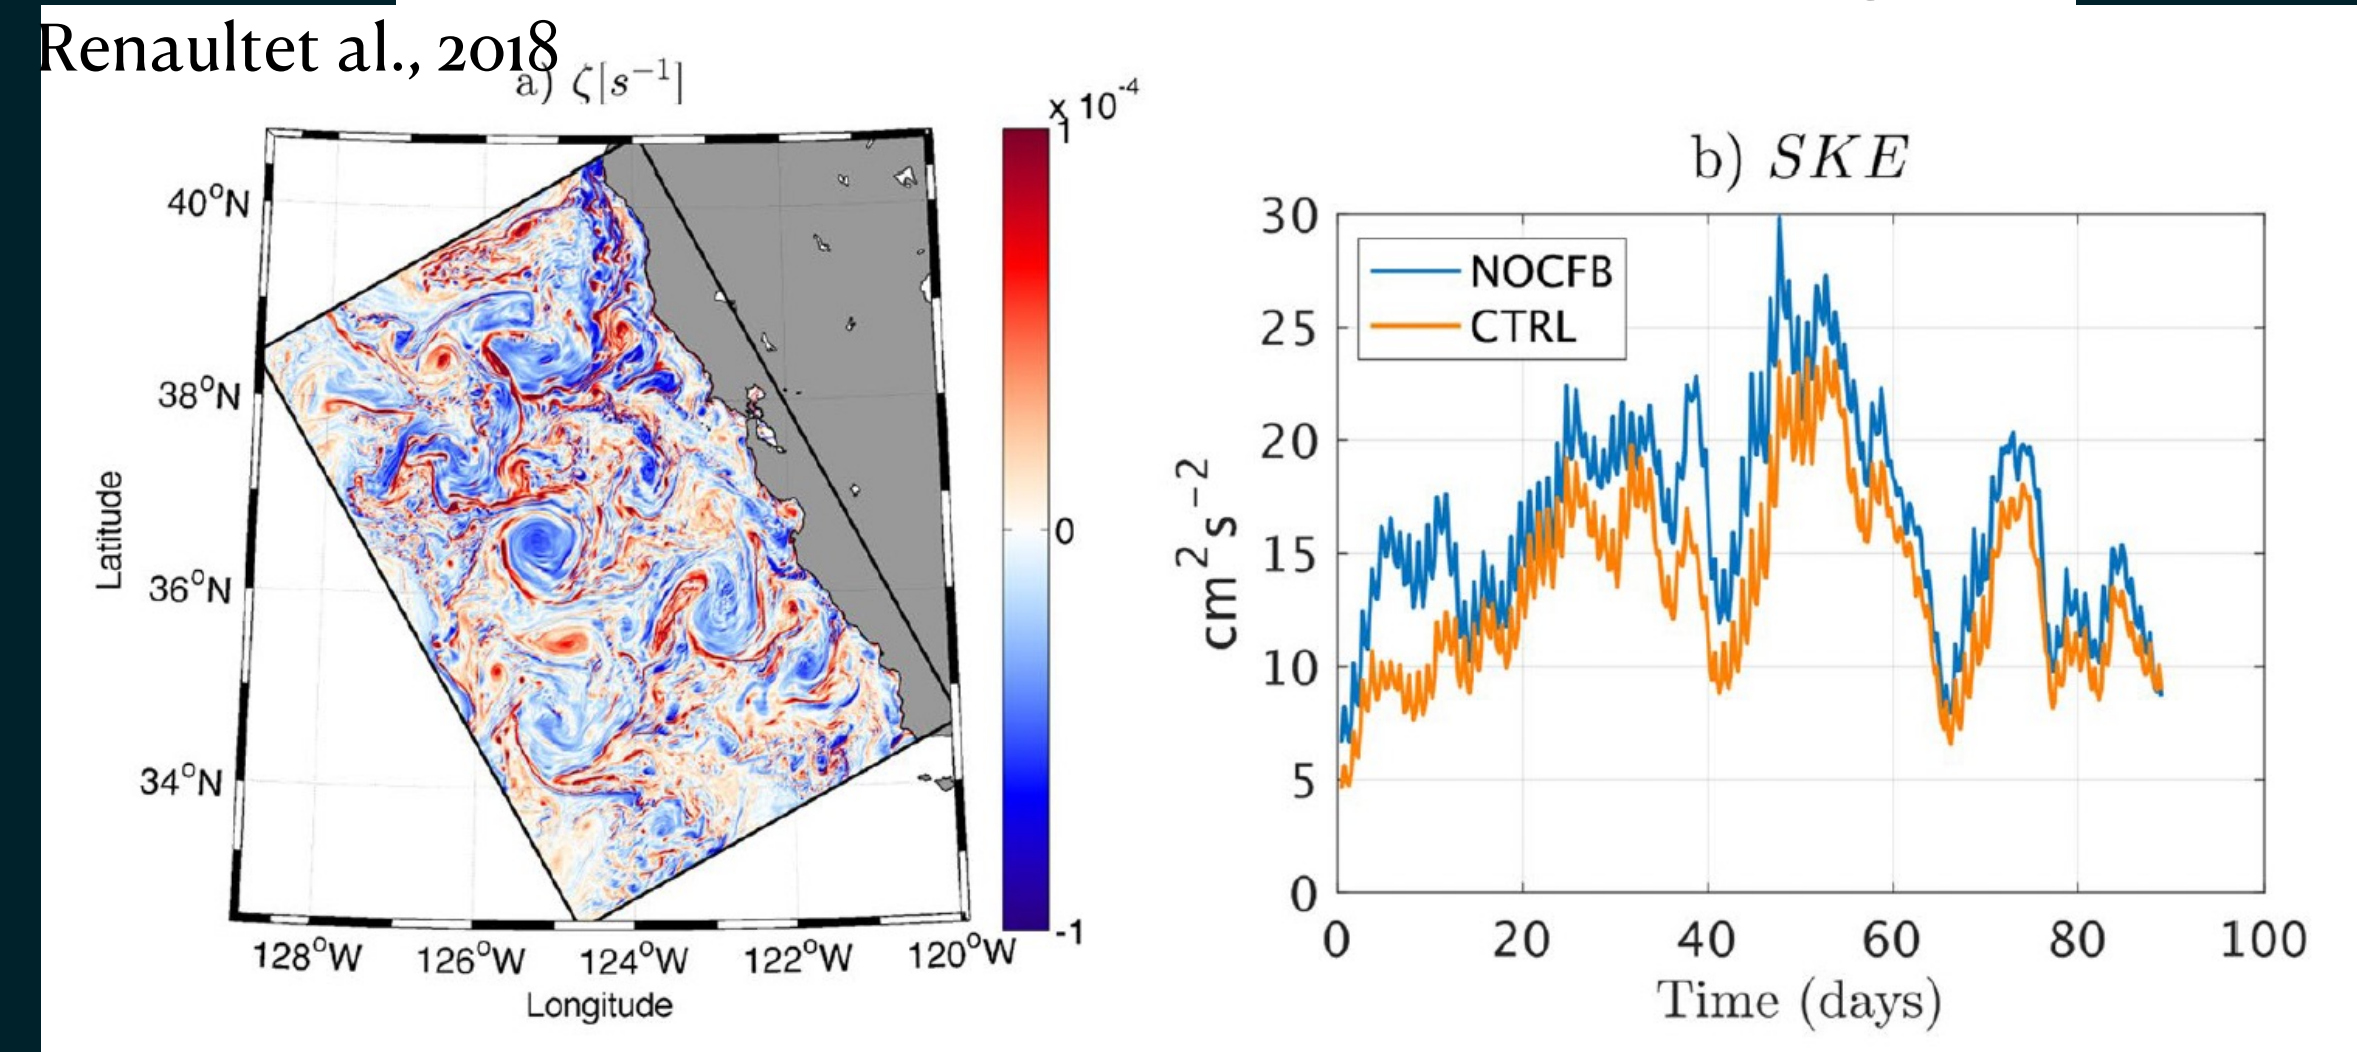 Renaultet al., 2018
a) ζ[s⁻¹]
x 10⁻⁴
1
0
-1
40°N
38°N
36°N
34°N
Latitude
128°W 126°W 124°W 122°W 120°W
Longitude
b) SKE
NOCFB
CTRL
30
25
20
15
10
5
0
cm² s⁻²
0 20 40 60 80 100
Time (days)